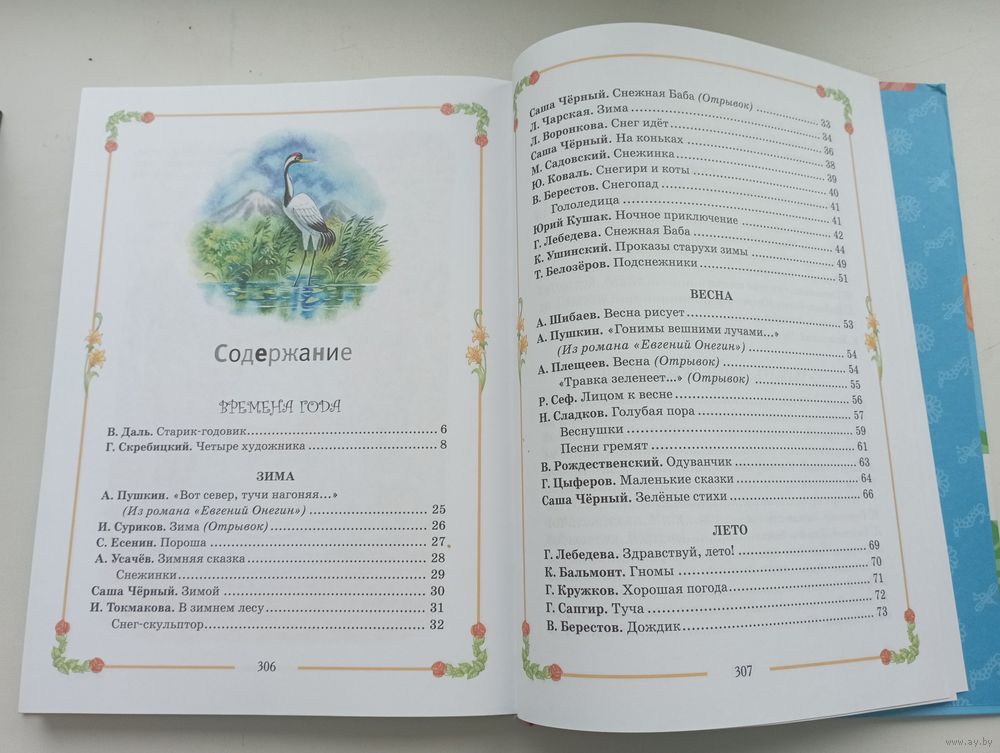 Содержание
ВРЕМЕНА ГОДА
В. Даль. Старик-годовик 6
Г. Скребицкий. Четыре художника 8
ЗИМА
А. Пушкин. «Вот север, тучи нагоняя...»
(Из романа «Евгений Онегин») 25
И. Суриков. Зима (Отрывок) 26
С. Есенин. Пороша 27
А. Усачёв. Зимняя сказка 28
Снежинки 29
Саша Чёрный. Зимой 30
И. Токмакова. В зимнем лесу 31
Снег-скульптор 32
306
Саша Чёрный. Снежная Баба (Отрывок) 33
Л. Чарская. Зима 34
Л. Воронкова. Снег идёт 36
Саша Чёрный. На коньках 38
М. Садовский. Снежинка 39
Ю. Коваль. Снегири и коты 40
В. Берестов. Снегопад 41
Гололедица 41
Юрий Кушак. Ночное приключение 42
Г. Лебедева. Снежная Баба 44
К. Ушинский. Проказы старухи зимы 49
Т. Белозёров. Подснежники 51
ВЕСНА
А. Шибаев. Весна рисует 53
А. Пушкин. «Гонимы вешними лучами...»
(Из романа «Евгений Онегин») 54
А. Плещеев. Весна (Отрывок) 54
«Травка зеленеет...» (Отрывок) 55
Р. Сеф. Лицом к весне 56
Н. Сладков. Голубая пора 57
Веснушки 59
Песни гремят 61
В. Рождественский. Одуванчик 63
Г. Цыферов. Маленькие сказки 64
Саша Чёрный. Зелёные стихи 66
ЛЕТО
Г. Лебедева. Здравствуй, лето! 69
К. Бальмонт. Гномы 70
Г. Кружков. Хорошая погода 71
Г. Сапгир. Туча 72
В. Берестов. Дождик 73
307
www.ay.by